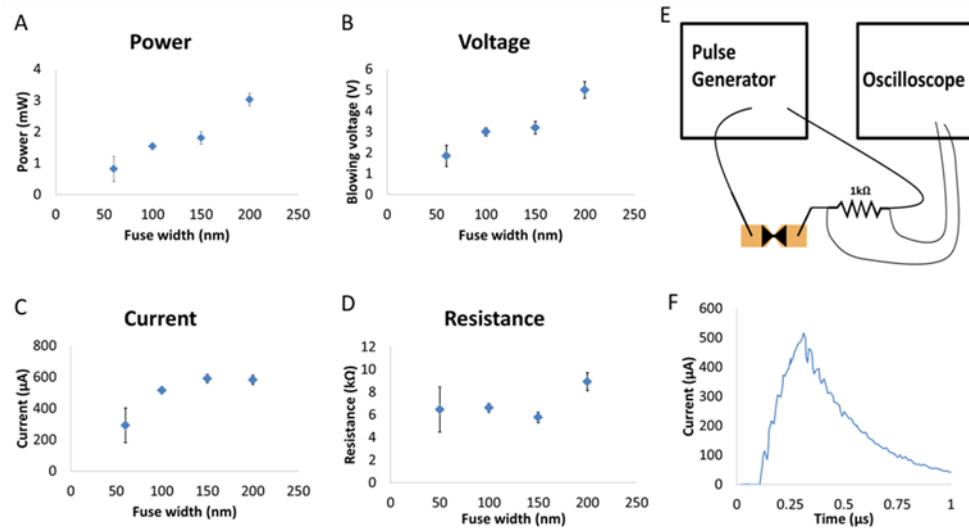 A
Power
Power (mW)
4
3
2
1
0
0 50 100 150 200 250
Fuse width (nm)
B
Voltage
Blowing voltage (V)
6
5
4
3
2
1
0
0 50 100 150 200 250
Fuse width (nm)
E
Pulse
Generator
Oscilloscope
1kΩ
C
Current
Current (µA)
800
600
400
200
0
0 50 100 150 200 250
Fuse width (nm)
D
Resistance
Resistance (kΩ)
12
10
8
6
4
2
0
0 50 100 150 200 250
Fuse width (nm)
F
Current (µA)
600
500
400
300
200
100
0
0 0.25 0.5 0.75 1
Time (µs)